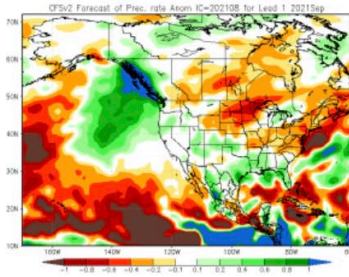 CFSv2 Forecast of Prec. rate Anom IC=202108 for Lead 1 2021Sep
70N
60N
50N
40N
30N
20N
10N
160W 140W 120W 100W 80W
-1 -0.8 -0.6 -0.4 -0.2 -0.1 0.1 0.2 0.4 0.6 0.8